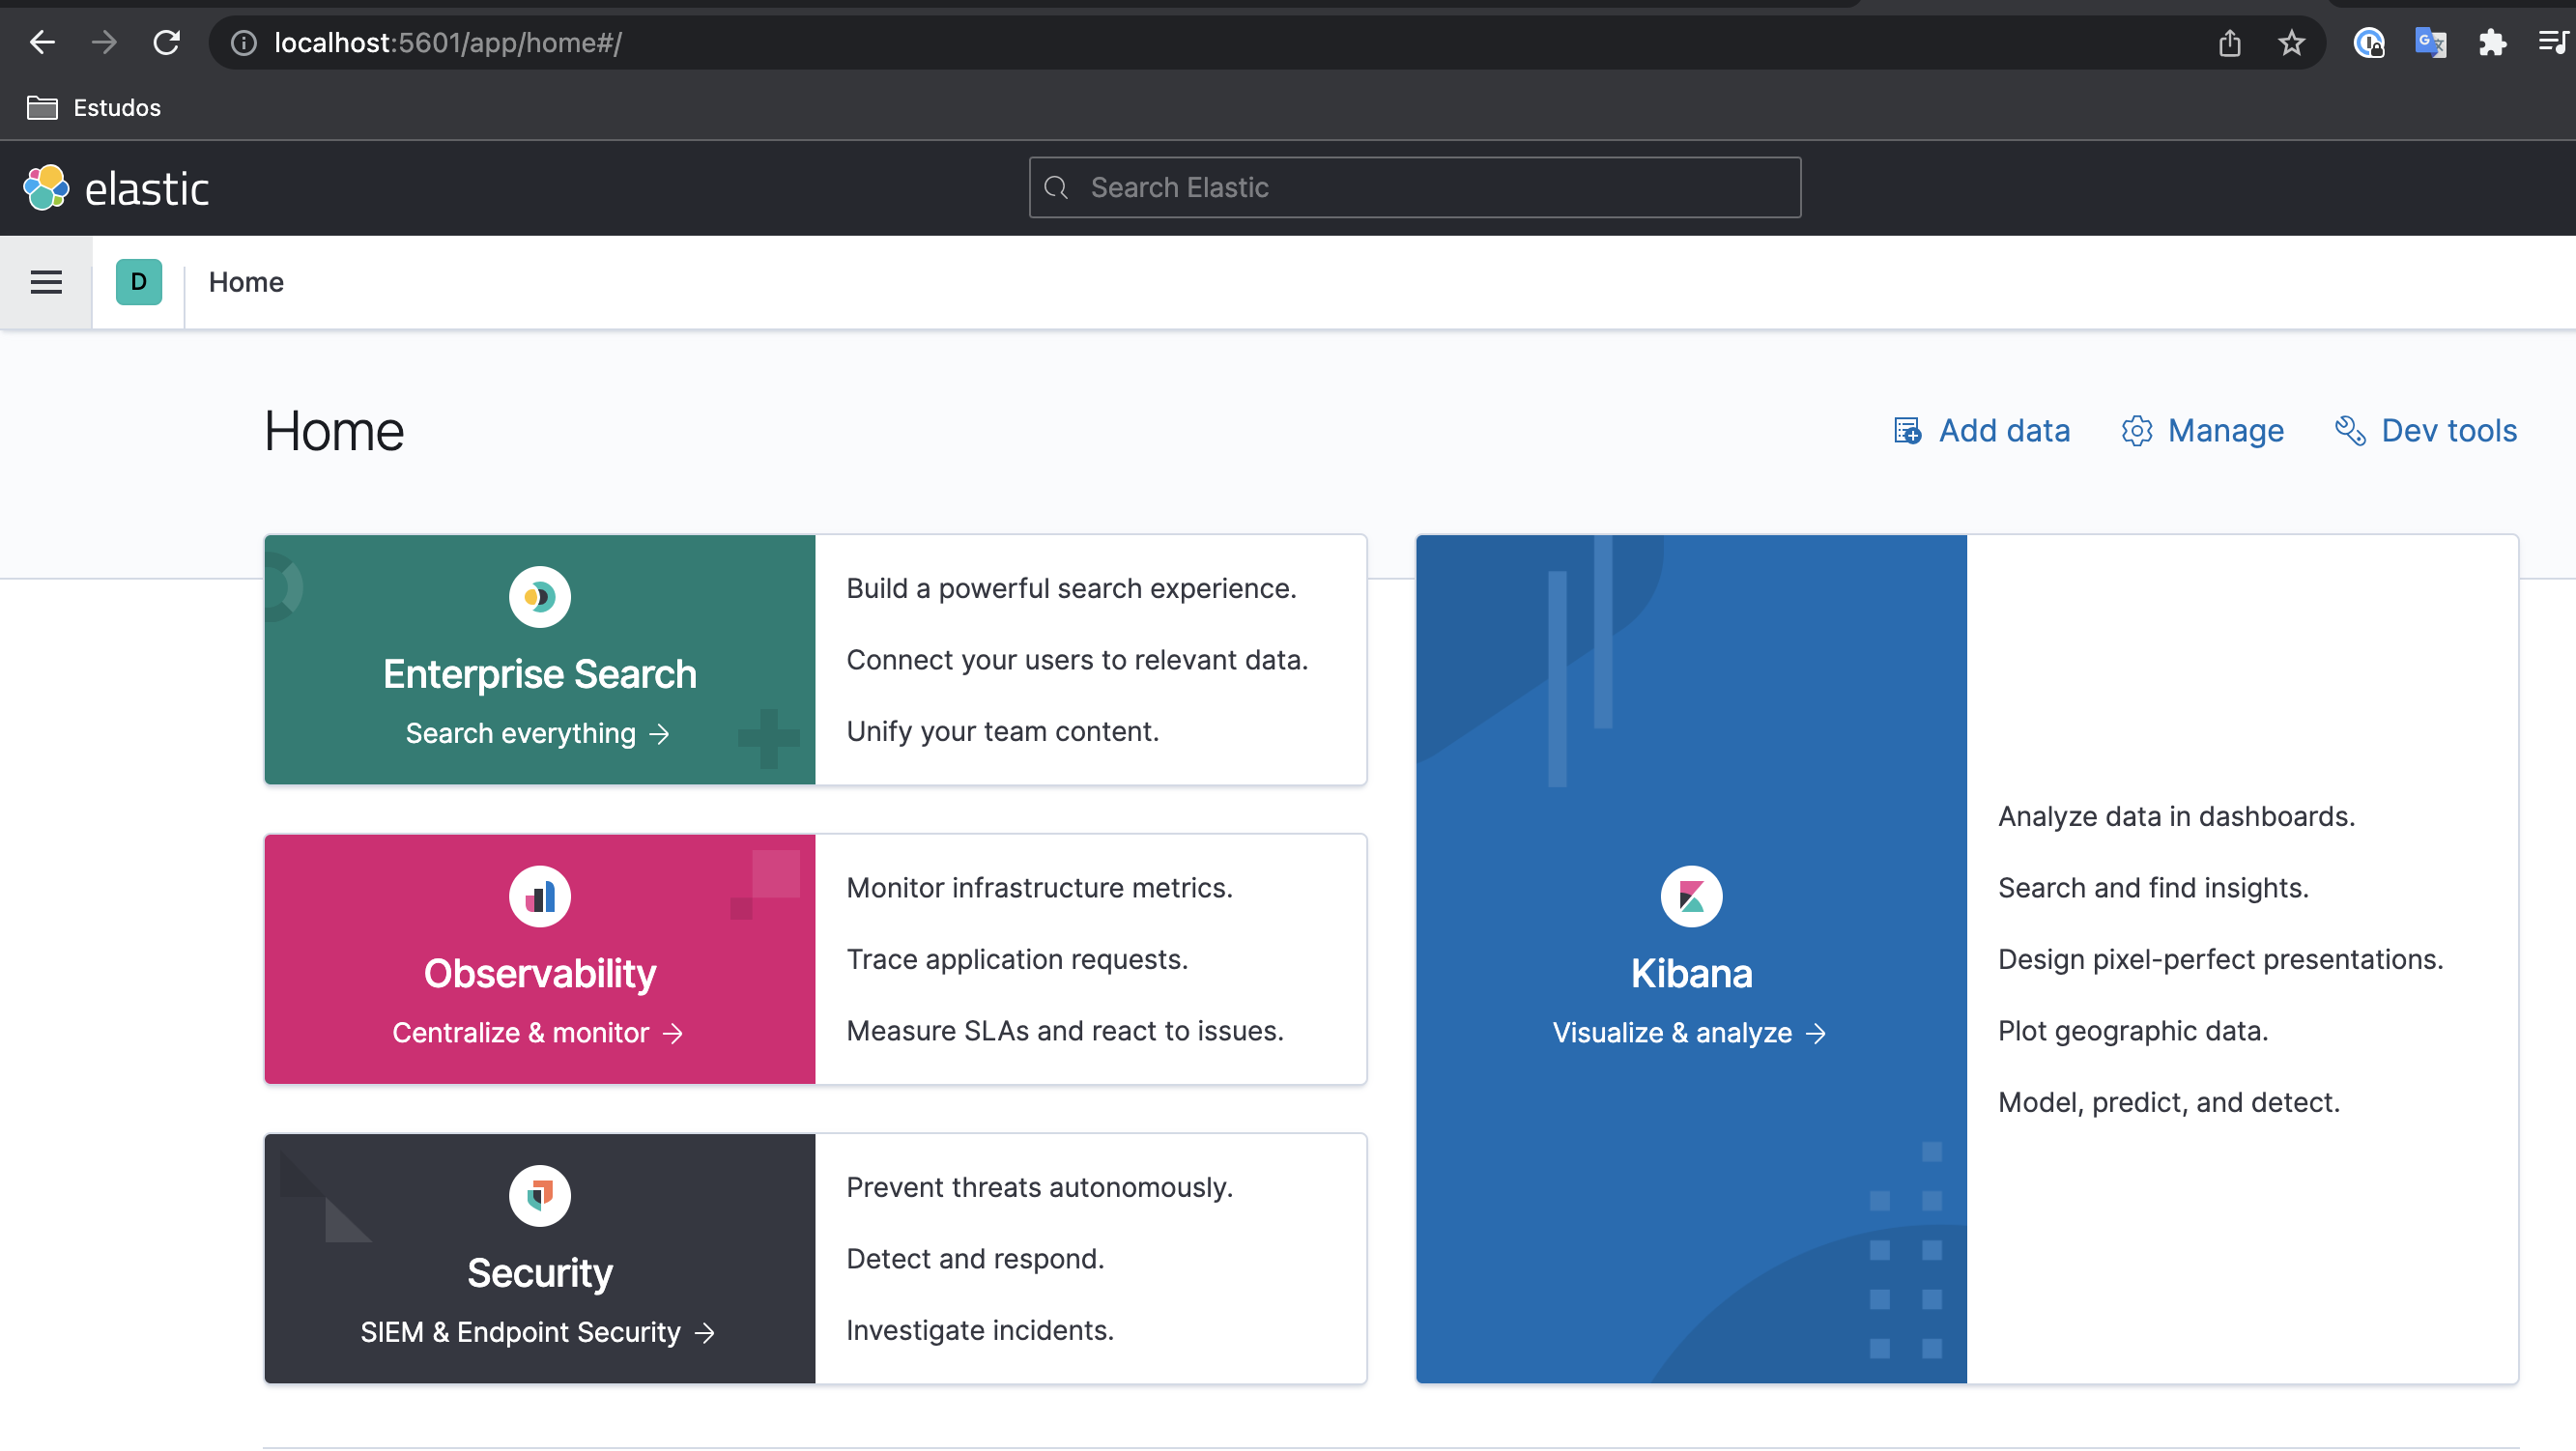 localhost:5601/app/home#/
Estudos
elastic
Search Elastic
D
Home
Home
Add data
Manage
Dev tools
Enterprise Search
Search everything →
Build a powerful search experience.
Connect your users to relevant data.
Unify your team content.
Observability
Centralize & monitor →
Monitor infrastructure metrics.
Trace application requests.
Measure SLAs and react to issues.
Security
SIEM & Endpoint Security →
Prevent threats autonomously.
Detect and respond.
Investigate incidents.
Kibana
Visualize & analyze →
Analyze data in dashboards.
Search and find insights.
Design pixel-perfect presentations.
Plot geographic data.
Model, predict, and detect.